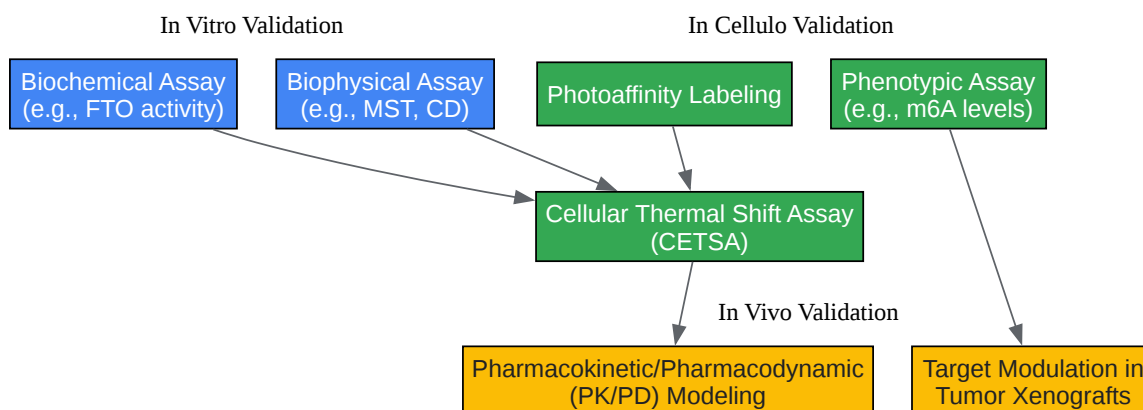 In Vitro Validation
In Cellulo Validation
Biochemical Assay
(e.g., FTO activity)
Biophysical Assay
(e.g., MST, CD)
Photoaffinity Labeling
Phenotypic Assay
(e.g., m6A levels)
Cellular Thermal Shift Assay
(CETSA)
In Vivo Validation
Pharmacokinetic/Pharmacodynamic
(PK/PD) Modeling
Target Modulation in
Tumor Xenografts